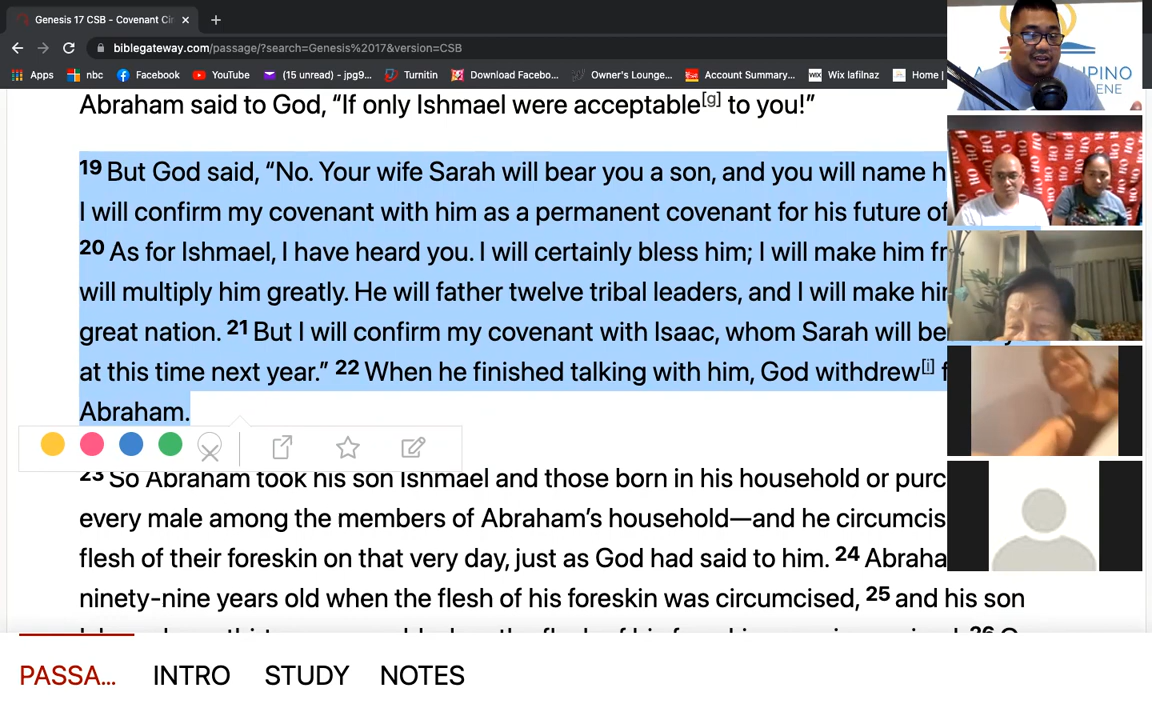 Genesis 17 CSB - Covenant Cir
biblegateway.com/passage/?search=Genesis%2017&version=CSB
Apps nbc Facebook YouTube (15 unread) - jpg9... Turnitin Download Facebo... Owner's Lounge... Account Summary... Wix lafilnaz Home |
ILIPINO
ENE
Abraham said to God, “If only Ishmael were acceptable[g] to you!”
19 But God said, “No. Your wife Sarah will bear you a son, and you will name h
I will confirm my covenant with him as a permanent covenant for his future of
20 As for Ishmael, I have heard you. I will certainly bless him; I will make him fr
will multiply him greatly. He will father twelve tribal leaders, and I will make hi
great nation. 21 But I will confirm my covenant with Isaac, whom Sarah will be
at this time next year.” 22 When he finished talking with him, God withdrew[i] f
Abraham.
23 So Abraham took his son Ishmael and those born in his household or purc
every male among the members of Abraham’s household—and he circumcis
flesh of their foreskin on that very day, just as God had said to him. 24 Abraha
ninety-nine years old when the flesh of his foreskin was circumcised, 25 and his son
26
PASSA... INTRO STUDY NOTES
HO HO HO